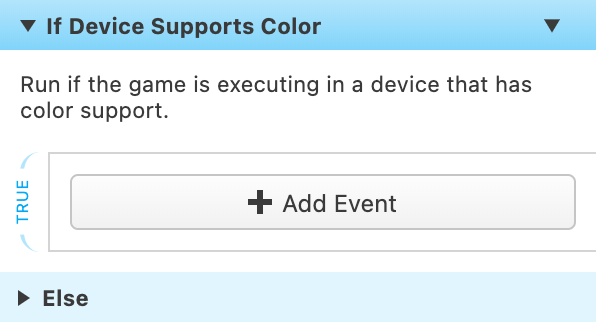 If Device Supports Color
Run if the game is executing in a device that has
color support.
TRUE
Add Event
Else